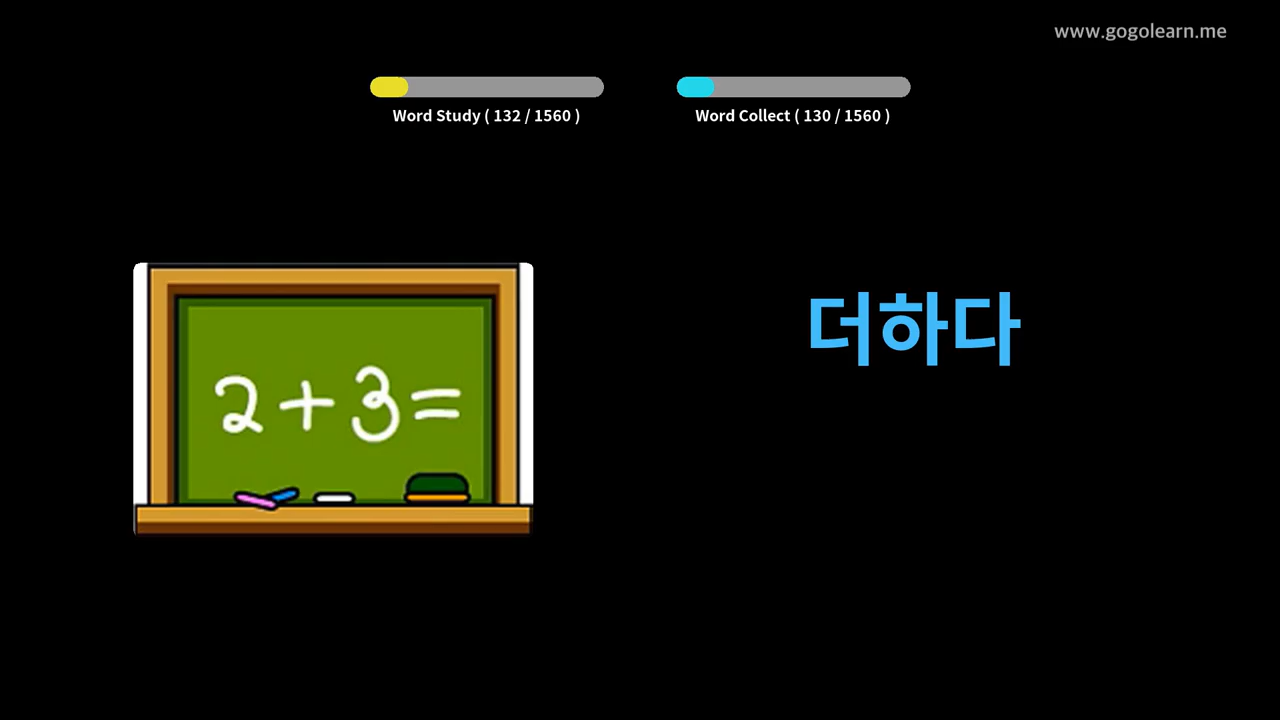 www.gogolearn.me
Word Study ( 132 / 1560 )
Word Collect ( 130 / 1560 )
더하다
2 + 3 =